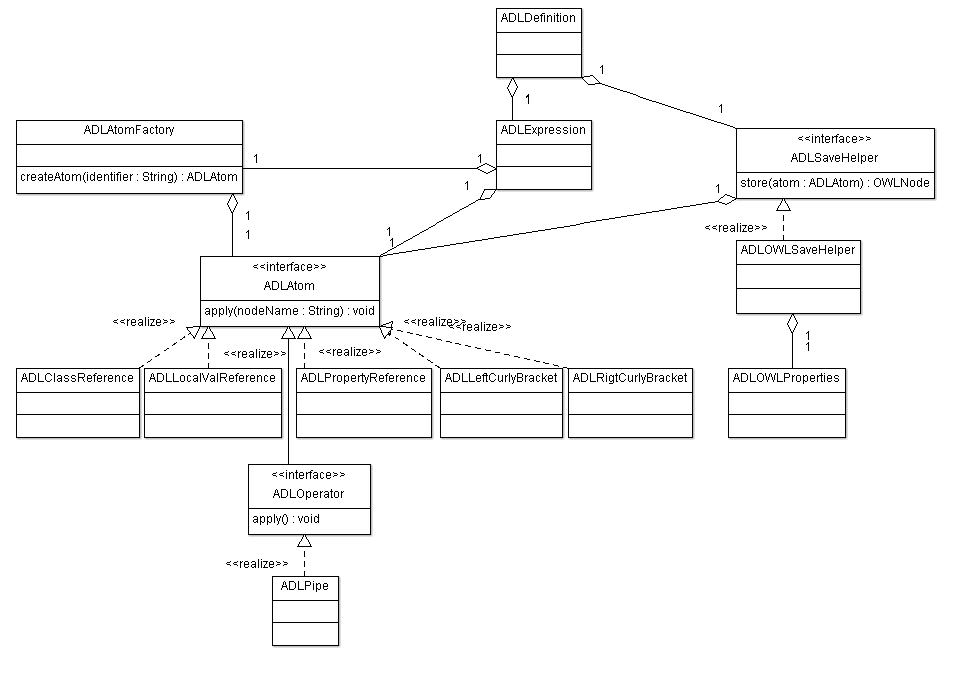 ADLDefinition
1
1
1
ADLAtomFactory
createAtom(identifier : String) : ADLAtom
ADLExpression
<<interface>>
ADLSaveHelper
store(atom : ADLAtom) : OWLNode
1
1
1
1
1
1
1
1
<<realize>>
ADLOWLSaveHelper
<<interface>>
ADLAtom
apply(nodeName : String) : void
<<realize>>
<<realize>>
<<realize>>
<<realize>>
<<realize>>
1
1
ADLClassReference
ADLLocalValReference
ADLPropertyReference
ADLLeftCurlyBracket
ADLRigtCurlyBracket
ADLOWLProperties
<<interface>>
ADLOperator
apply() : void
<<realize>>
ADLPipe